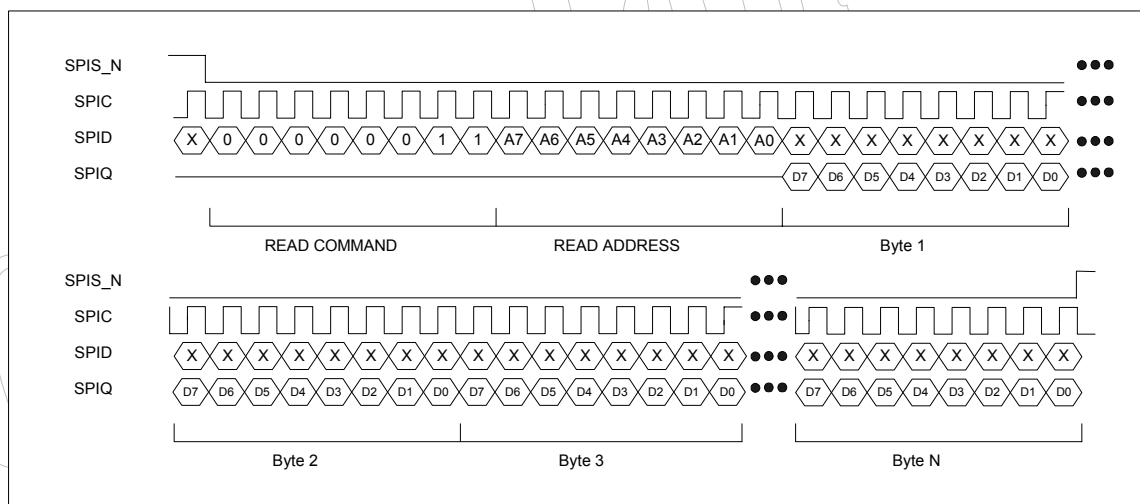 SPIS_N
SPIC
SPID X 0 0 0 0 0 0 1 1 A7 A6 A5 A4 A3 A2 A1 A0 X X X X X X X X
SPIQ D7 D6 D5 D4 D3 D2 D1 D0
READ COMMAND READ ADDRESS Byte 1
SPIS_N
SPIC
SPID X X X X X X X X X X X X X X X X X X X X X X X X
SPIQ D7 D6 D5 D4 D3 D2 D1 D0 D7 D6 D5 D4 D3 D2 D1 D0 D7 D6 D5 D4 D3 D2 D1 D0
Byte 2 Byte 3 Byte N